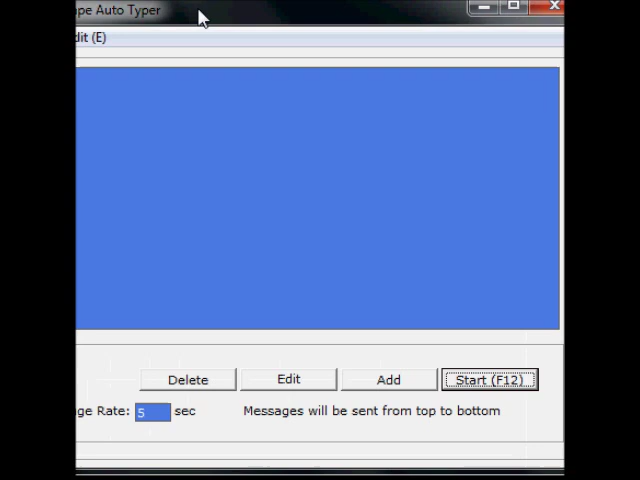 ape Auto Typer
dit (E)
Delete
Edit
Add
Start (F12)
ge Rate: 5 sec
Messages will be sent from top to bottom